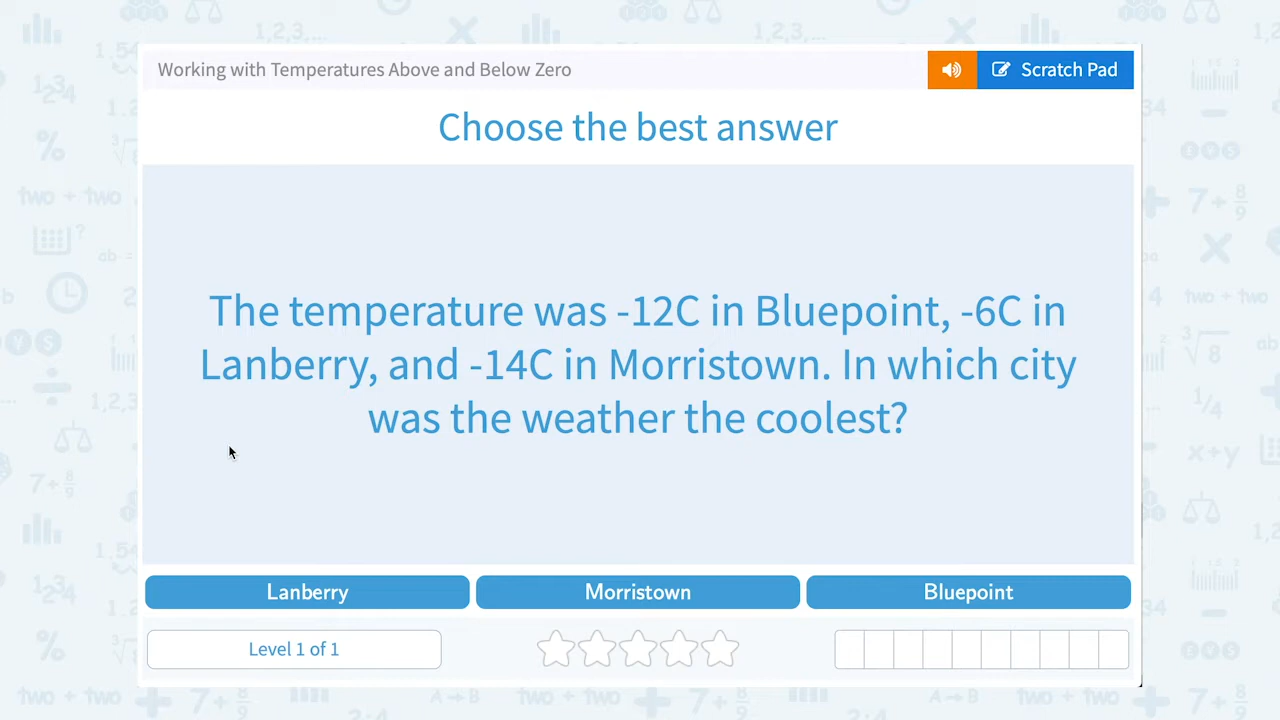 Working with Temperatures Above and Below Zero
Scratch Pad
Choose the best answer
The temperature was -12C in Bluepoint, -6C in
Lanberry, and -14C in Morristown. In which city
was the weather the coolest?
Lanberry
Morristown
Bluepoint
Level 1 of 1